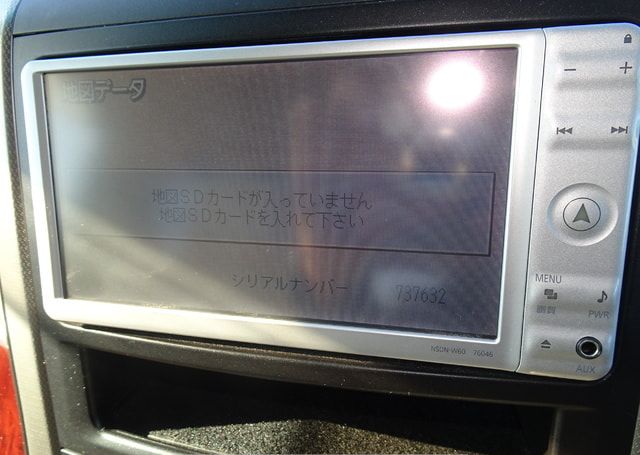 地図データ
地図SDカードが入っていません
地図SDカードを入れて下さい
シリアルナンバー 737632
NSDN-W60 76046
MENU
PWR
AUX